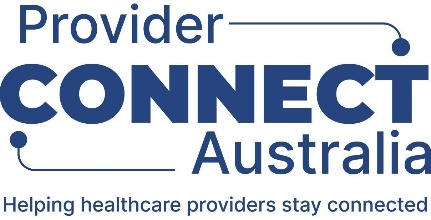 Provider
CONNECT
Australia
Helping healthcare providers stay connected